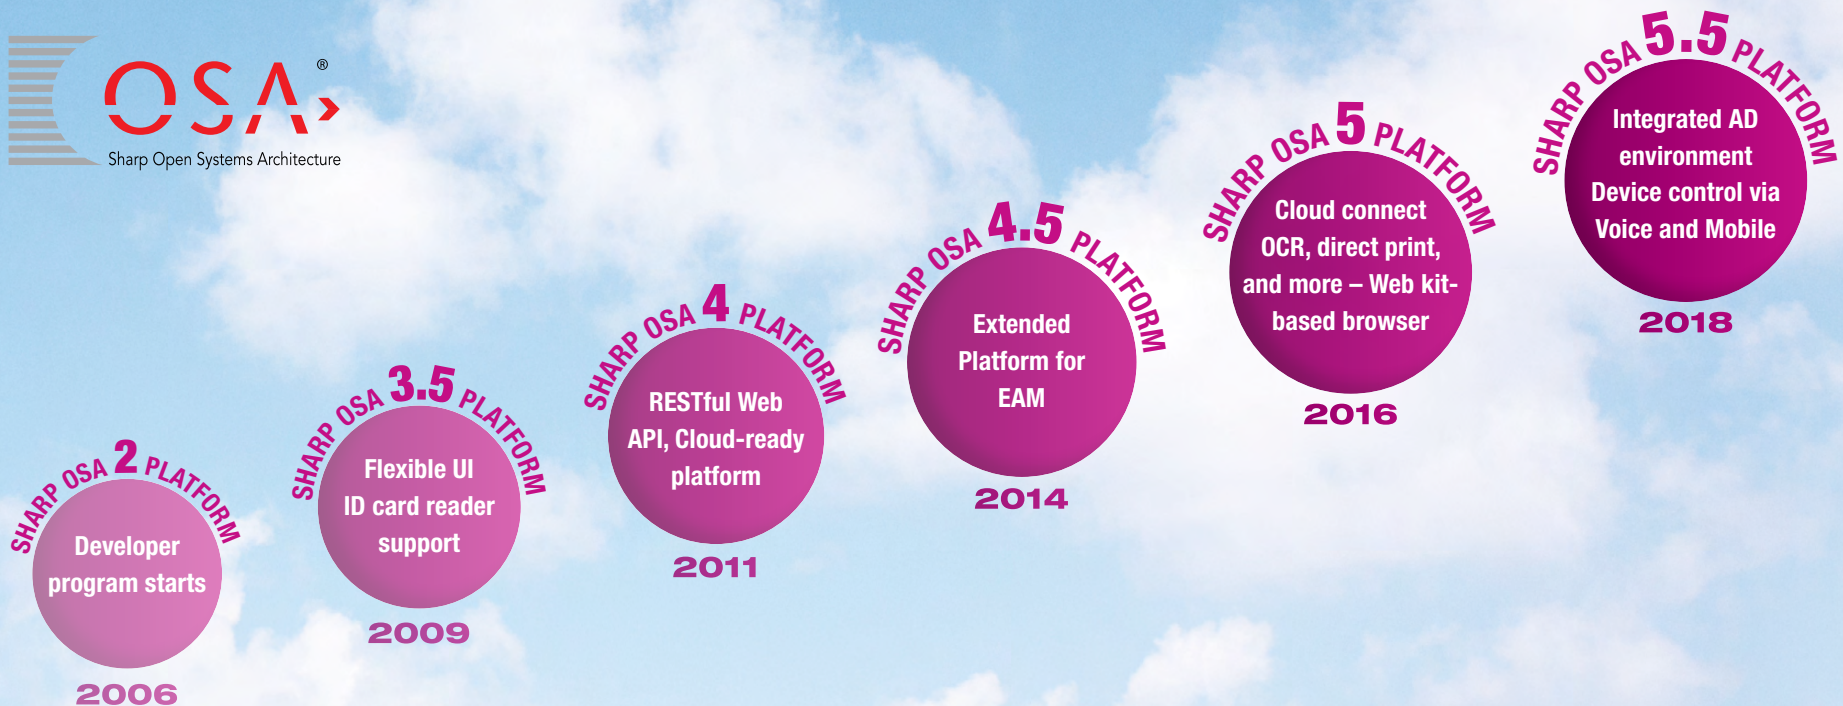 OSA®
Sharp Open Systems Architecture
SHARP OSA 2 PLATFORM
Developer
program starts
2006
SHARP OSA 3.5 PLATFORM
Flexible UI
ID card reader
support
2009
SHARP OSA 4 PLATFORM
RESTful Web
API, Cloud-ready
platform
2011
SHARP OSA 4.5 PLATFORM
Extended
Platform for
EAM
2014
SHARP OSA 5 PLATFORM
Cloud connect
OCR, direct print,
and more – Web kit-
based browser
2016
SHARP OSA 5.5 PLATFORM
Integrated AD
environment
Device control via
Voice and Mobile
2018